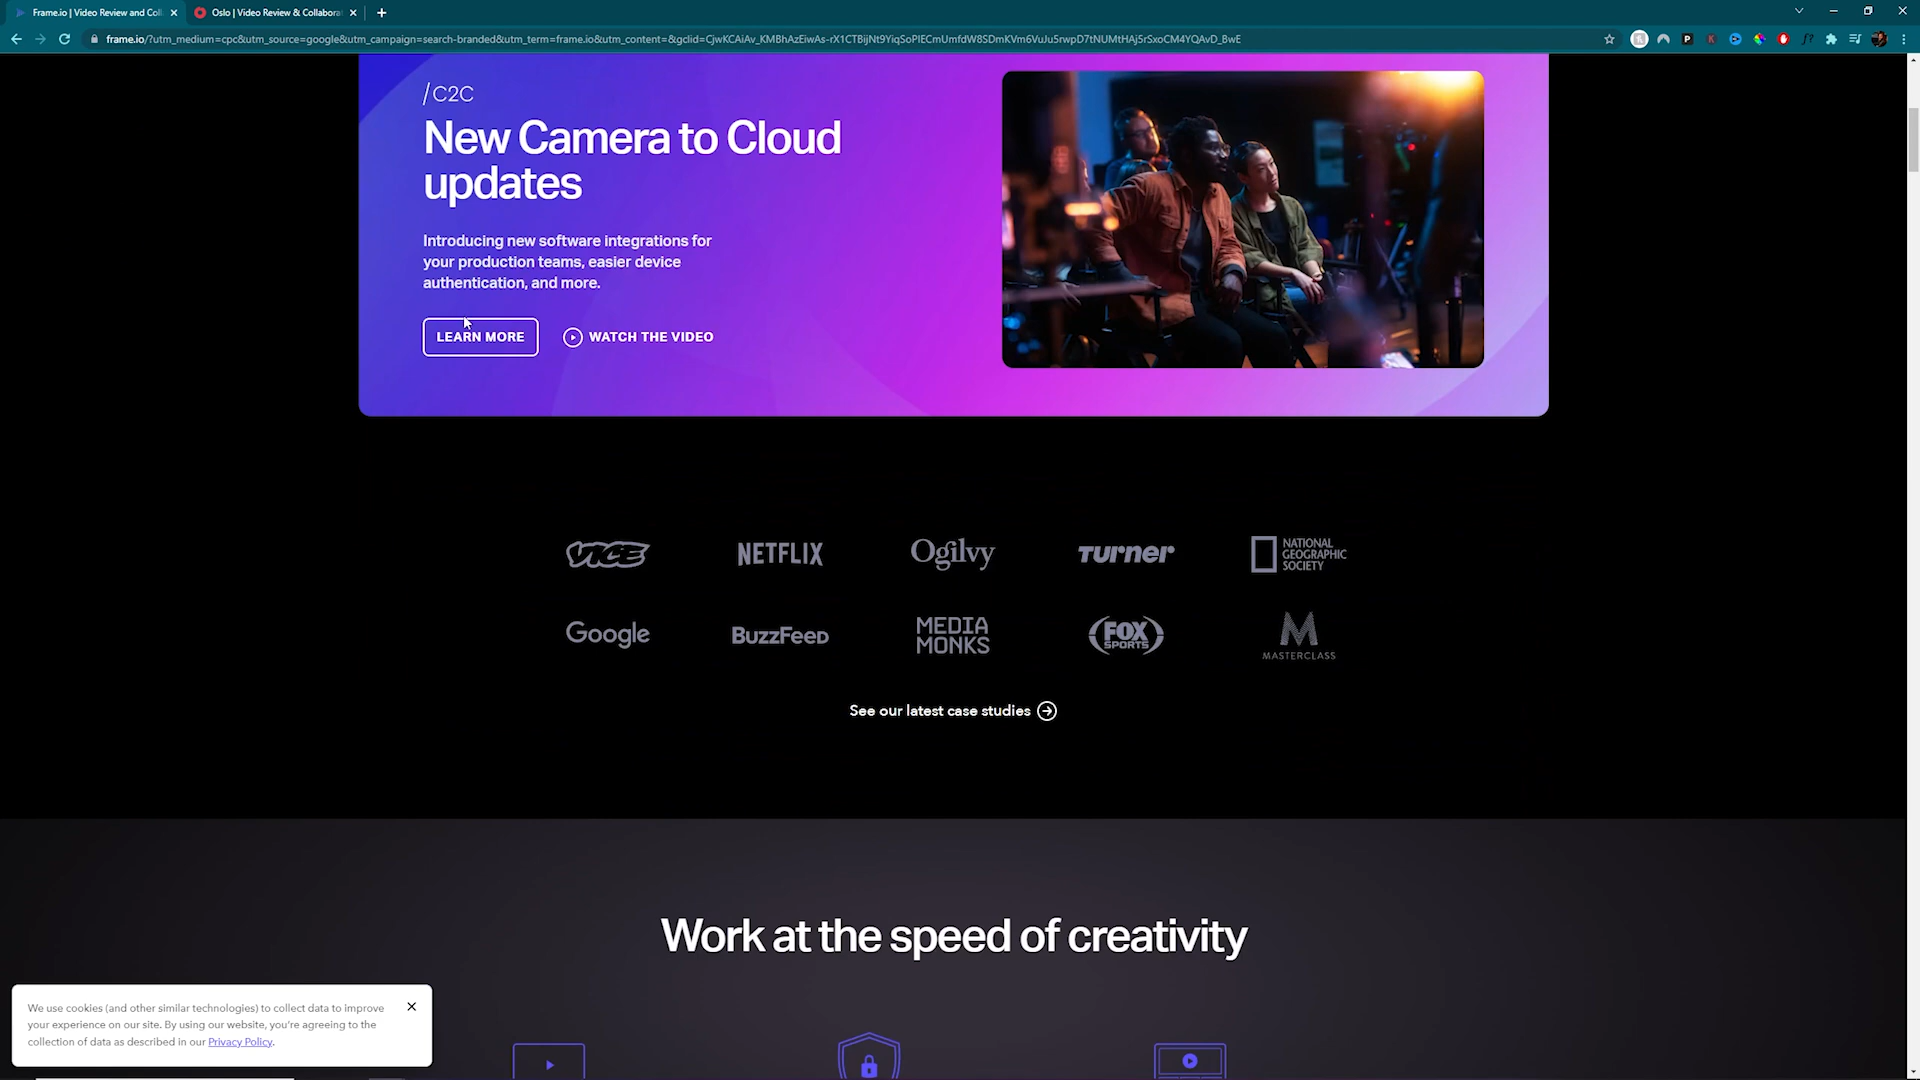 Frame.io | Video Review and Coll
Oslo | Video Review & Collaborat
frame.io/?utm_medium=cpc&utm_source=google&utm_campaign=search-branded&utm_term=frame.io&utm_content=&gclid=CjwKCAiAv_KMBhAzEiwAs-rX1CTBijNt9YiqSoPIECmUmfdW8SDmKVm6VuJu5rwpD7tNUMtHAj5rSxoCM4YQAvD_BwE
/C2C
New Camera to Cloud
updates
Introducing new software integrations for
your production teams, easier device
authentication, and more.
LEARN MORE
WATCH THE VIDEO
VICE
NETFLIX
Ogilvy
Turner
NATIONAL
GEOGRAPHIC
SOCIETY
Google
BuzzFeed
MEDIA
MONKS
FOX
SPORTS
M
MASTERCLASS
See our latest case studies
Work at the speed of creativity
We use cookies (and other similar technologies) to collect data to improve
your experience on our site. By using our website, you're agreeing to the
collection of data as described in our Privacy Policy.